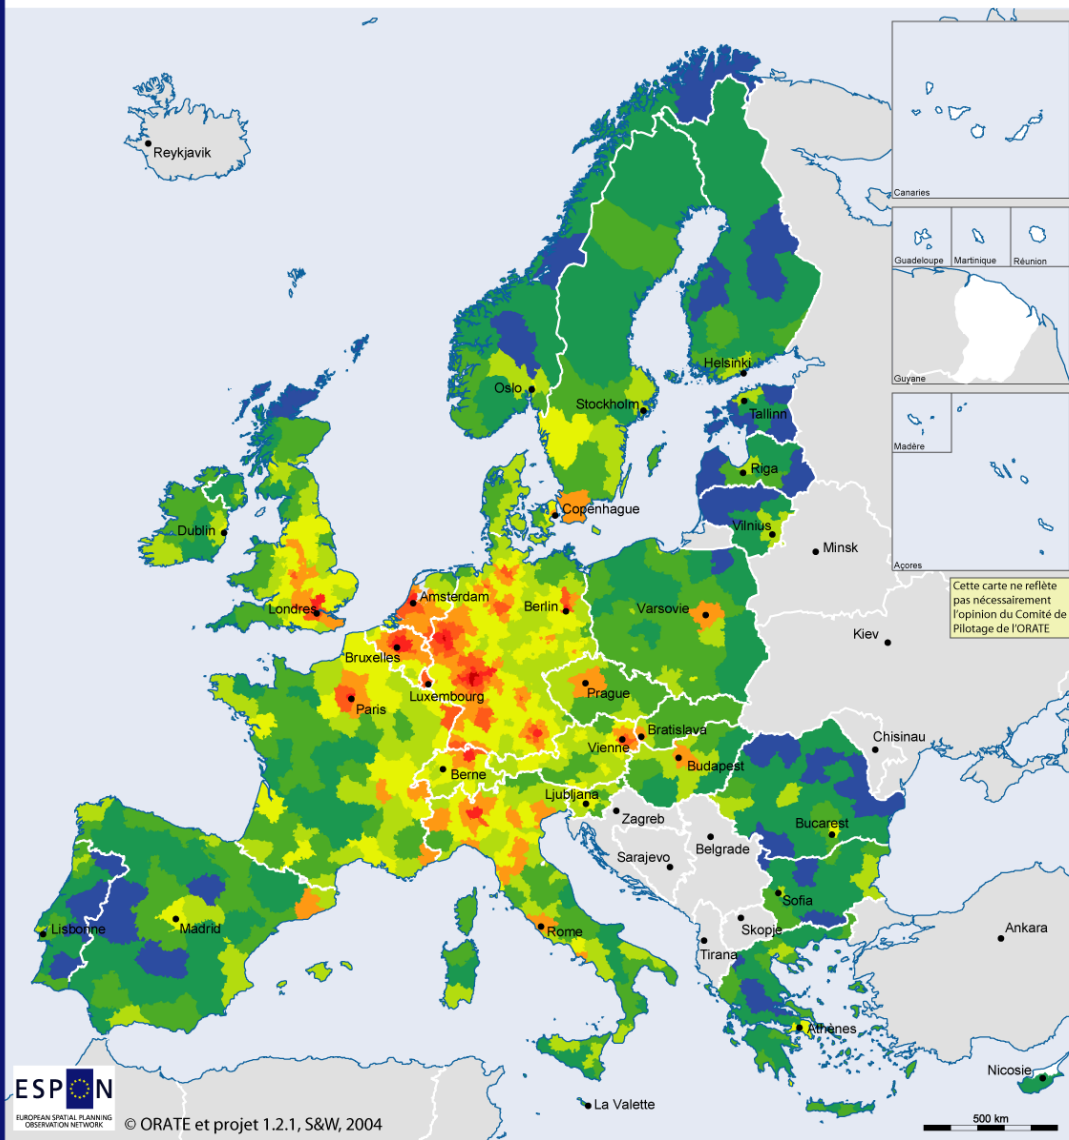 Reykjavik
Canaries
Guadeloupe
Martinique
Réunion
Guyane
Helsinki
Oslo
Tallinn
Stockholm
Madère
Riga
Copenhague
Dublin
Vilnius
Minsk
Açores
Cette carte ne reflète
pas nécessairement
l'opinion du Comité de
Pilotage de l'ORATE
Amsterdam
Londres
Berlin
Varsovie
Kiev
Bruxelles
Luxembourg
Prague
Paris
Bratislava
Vienne
Chisinau
Budapest
Berne
Ljubljana
Zagreb
Bucarest
Belgrade
Sarajevo
Sofia
Lisbonne
Madrid
Rome
Skopje
Ankara
Tirana
Athènes
Nicosie
La Valette
ESPON
EUROPEAN SPATIAL PLANNING
OBSERVATION NETWORK
© ORATE et projet 1.2.1, S&W, 2004
500 km